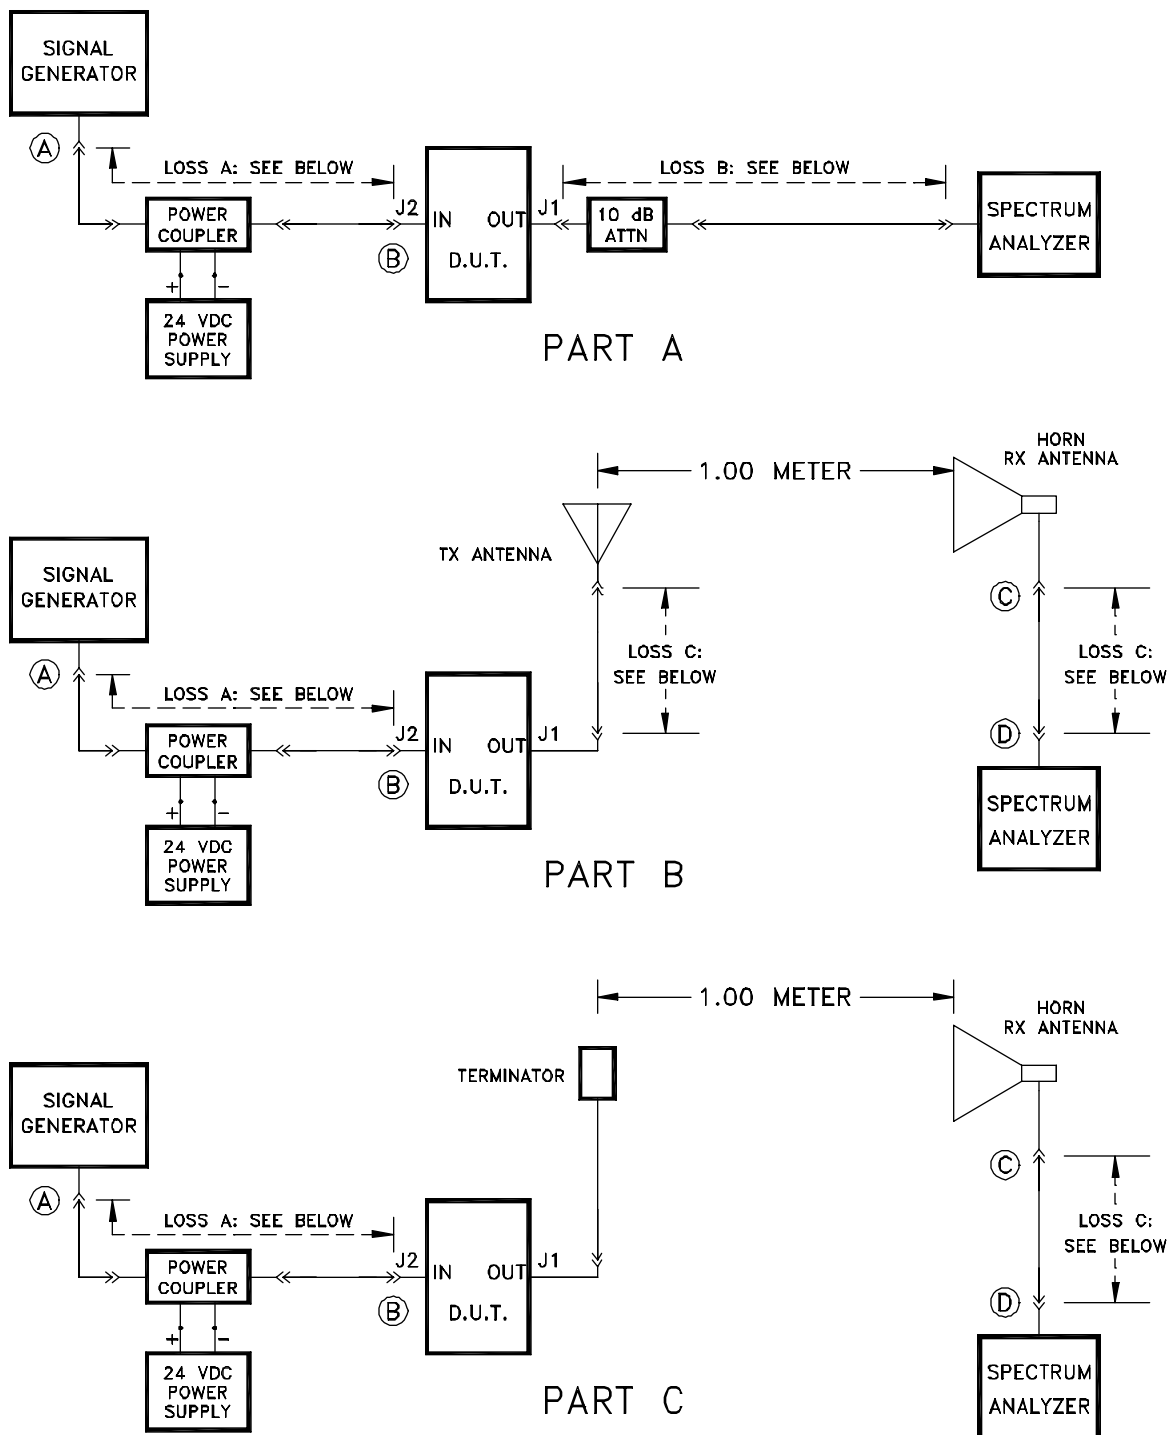 SIGNAL
GENERATOR
A
LOSS A: SEE BELOW
LOSS B: SEE BELOW
POWER
COUPLER
J2
B
IN OUT
D.U.T.
J1
10 dB
ATTN
SPECTRUM
ANALYZER
+ -
24 VDC
POWER
SUPPLY
PART A
HORN
RX ANTENNA
1.00 METER
TX ANTENNA
SIGNAL
GENERATOR
A
LOSS A: SEE BELOW
LOSS C:
SEE BELOW
C
LOSS C:
SEE BELOW
D
POWER
COUPLER
J2
B
IN OUT
D.U.T.
J1
SPECTRUM
ANALYZER
+ -
24 VDC
POWER
SUPPLY
PART B
1.00 METER
HORN
RX ANTENNA
TERMINATOR
SIGNAL
GENERATOR
A
LOSS A: SEE BELOW
C
LOSS C:
SEE BELOW
D
POWER
COUPLER
J2
B
IN OUT
D.U.T.
J1
SPECTRUM
ANALYZER
+ -
24 VDC
POWER
SUPPLY
PART C